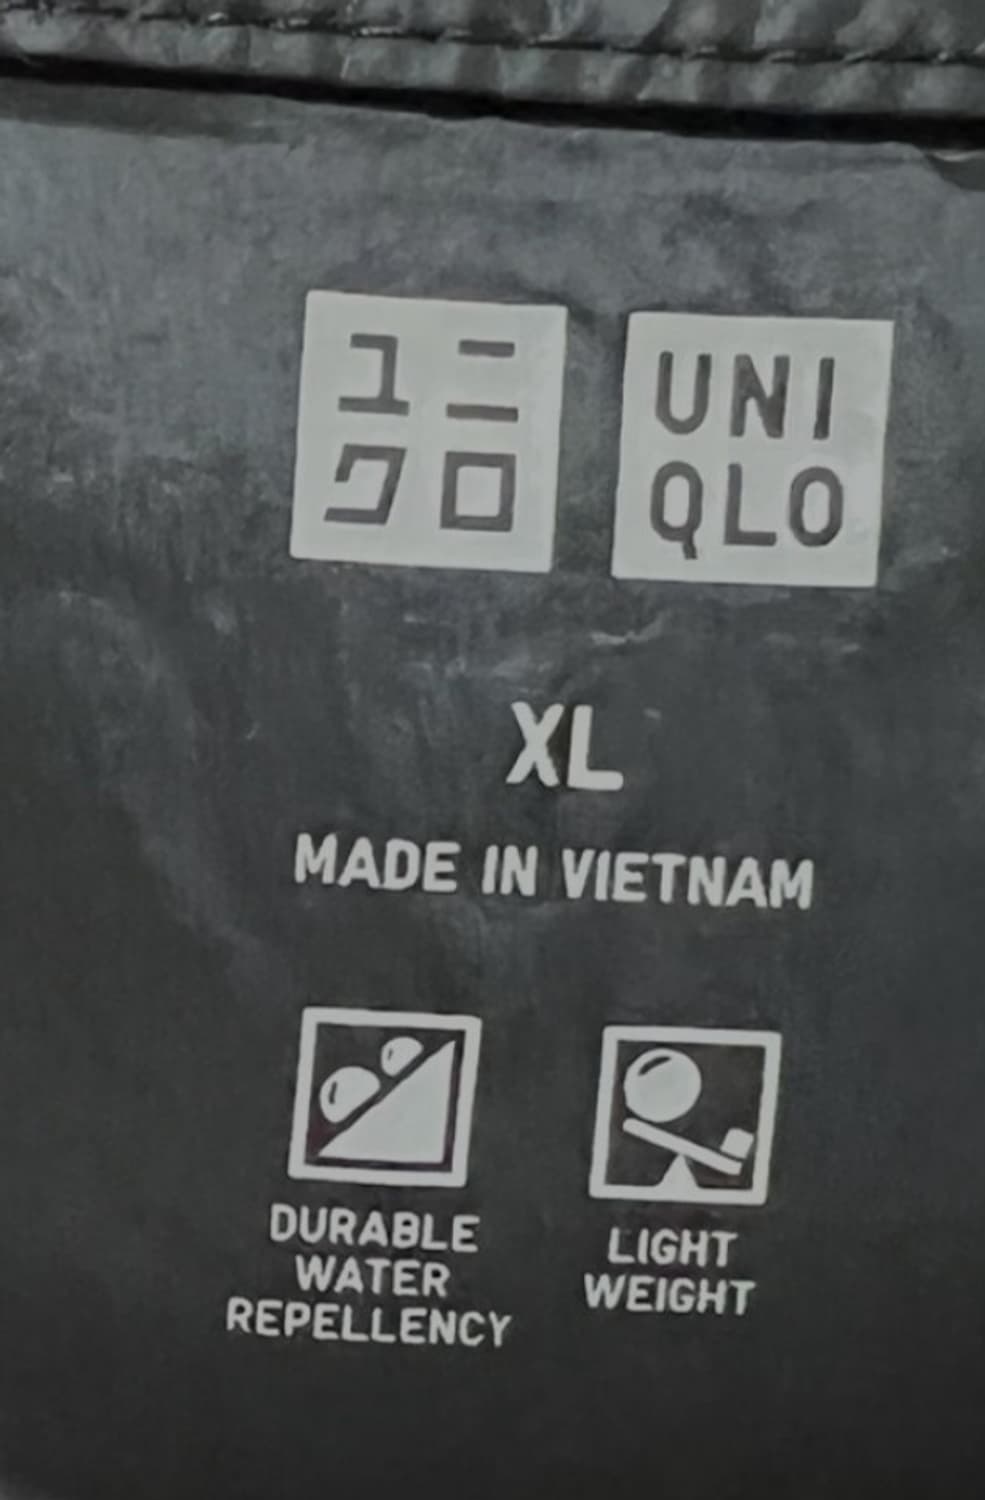 ユニ
クロ
UNI
QLO
XL
MADE IN VIETNAM
DURABLE
WATER
REPELLENCY
LIGHT
WEIGHT